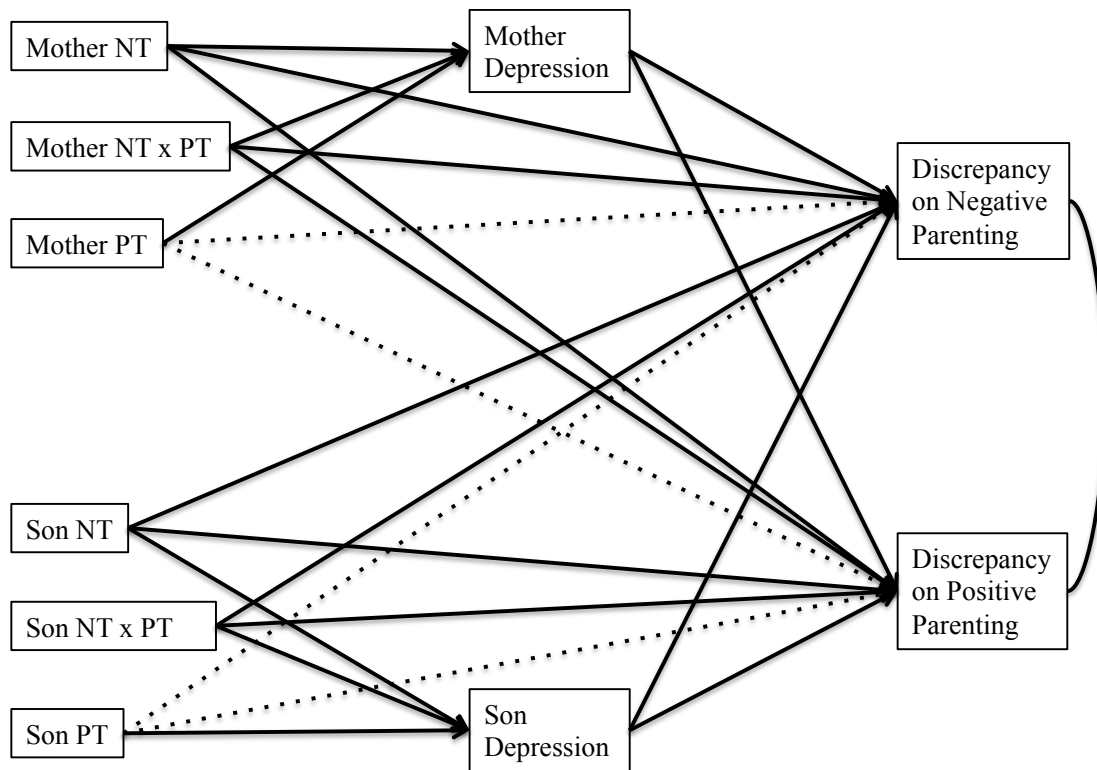 Mother NT
Mother
Depression
Mother NT x PT
Discrepancy
on Negative
Parenting
Mother PT
Son NT
Discrepancy
on Positive
Parenting
Son NT x PT
Son PT
Son
Depression